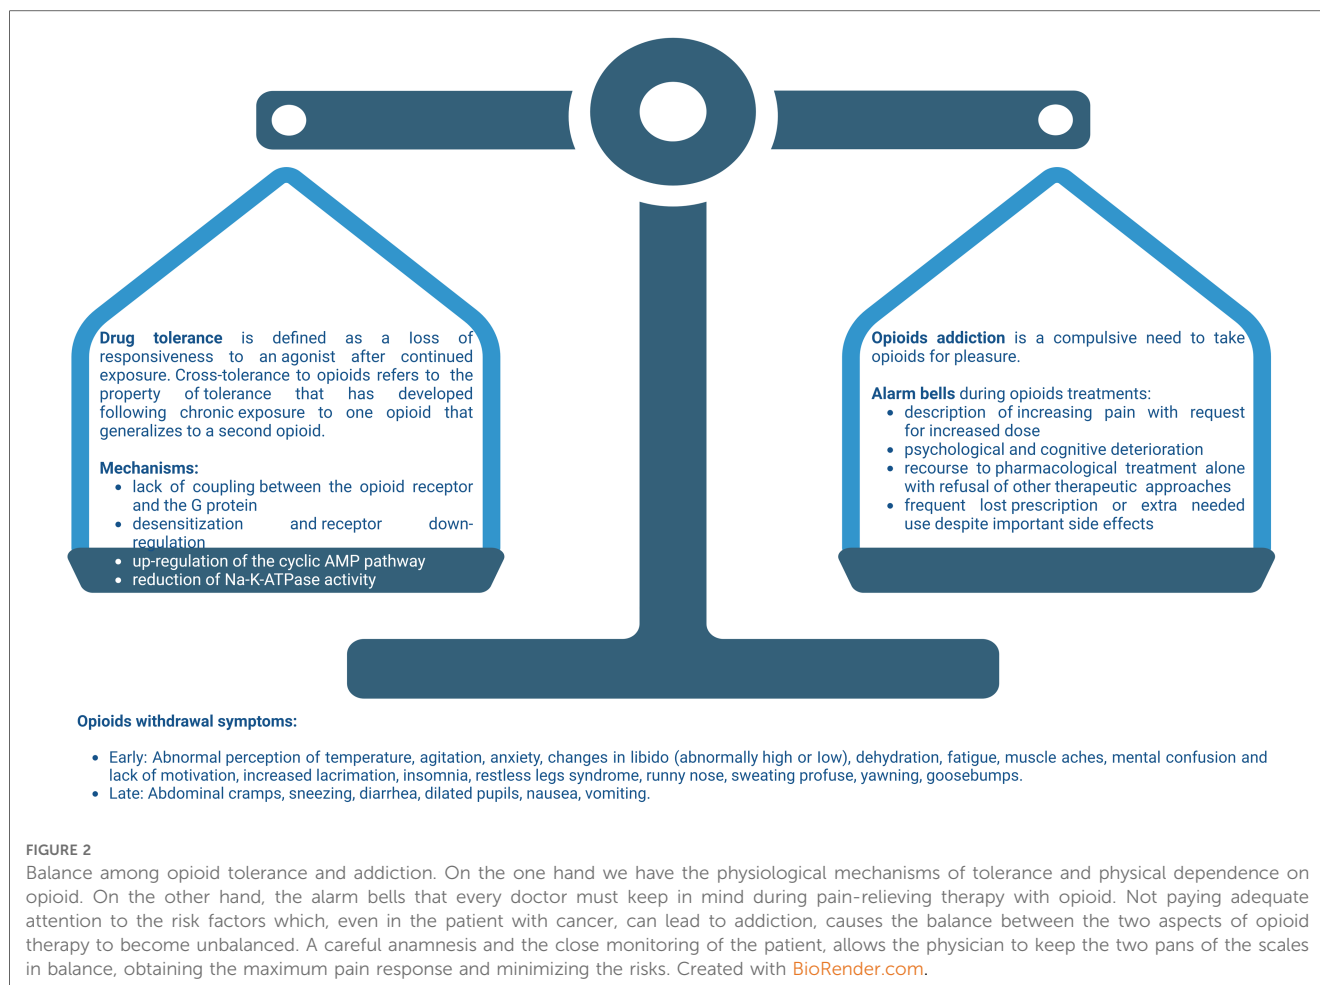 Drug tolerance is defined as a loss of
responsiveness to an agonist after continued
exposure. Cross-tolerance to opioids refers to the
property of tolerance that has developed
following chronic exposure to one opioid that
generalizes to a second opioid.
Mechanisms:
• lack of coupling between the opioid receptor
and the G protein
• desensitization and receptor down-
regulation
• up-regulation of the cyclic AMP pathway
• reduction of Na-K-ATPase activity
Opioids addiction is a compulsive need to take
opioids for pleasure.
Alarm bells during opioids treatments:
• description of increasing pain with request
for increased dose
• psychological and cognitive deterioration
• recourse to pharmacological treatment alone
with refusal of other therapeutic approaches
• frequent lost prescription or extra needed
use despite important side effects
Opioids withdrawal symptoms:
• Early: Abnormal perception of temperature, agitation, anxiety, changes in libido (abnormally high or low), dehydration, fatigue, muscle aches, mental confusion and
lack of motivation, increased lacrimation, insomnia, restless legs syndrome, runny nose, sweating profuse, yawning, goosebumps.
• Late: Abdominal cramps, sneezing, diarrhea, dilated pupils, nausea, vomiting.
FIGURE 2
Balance among opioid tolerance and addiction. On the one hand we have the physiological mechanisms of tolerance and physical dependence on
opioid. On the other hand, the alarm bells that every doctor must keep in mind during pain-relieving therapy with opioid. Not paying adequate
attention to the risk factors which, even in the patient with cancer, can lead to addiction, causes the balance between the two aspects of opioid
therapy to become unbalanced. A careful anamnesis and the close monitoring of the patient, allows the physician to keep the two pans of the scales
in balance, obtaining the maximum pain response and minimizing the risks. Created with BioRender.com.